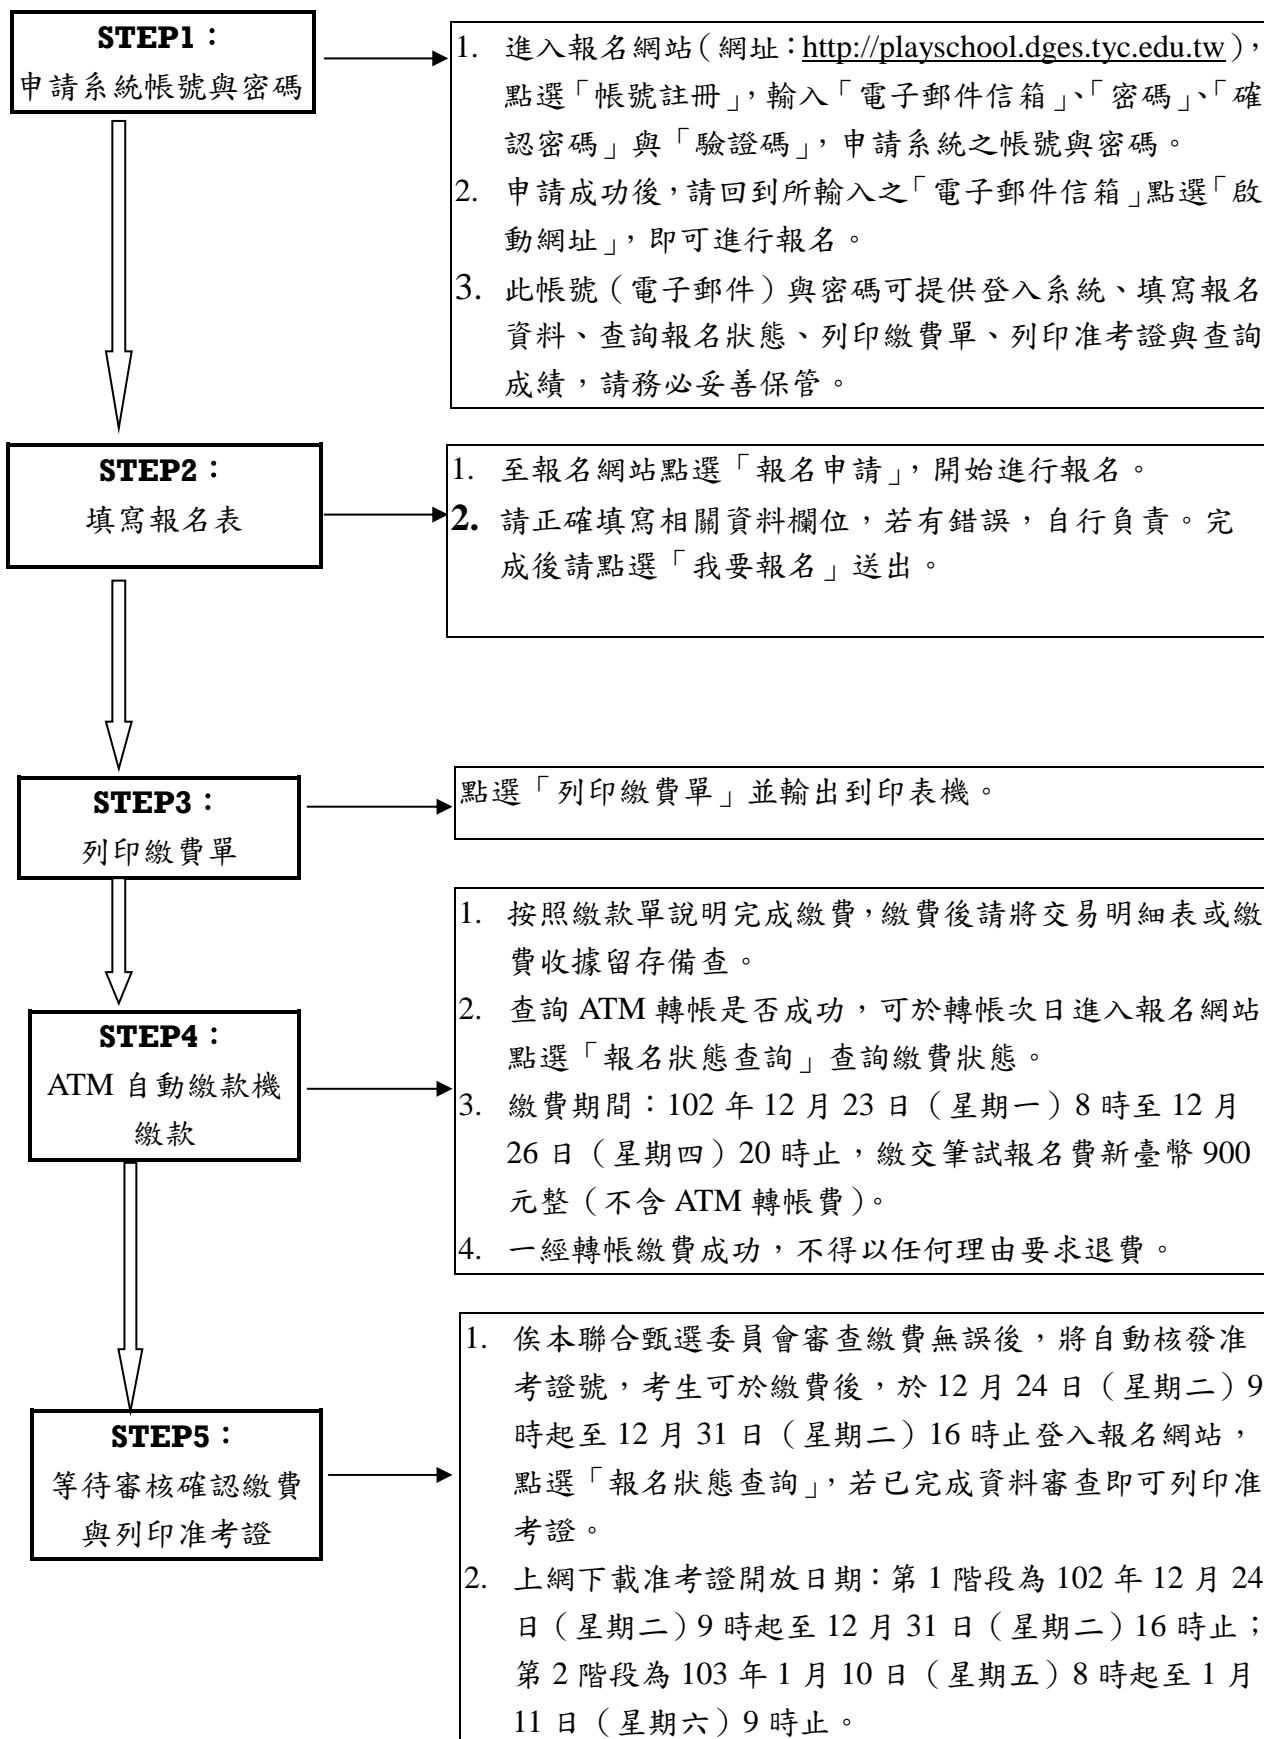 STEP1：
申請系統帳號與密碼
1. 進入報名網站（網址：http://playschool.dges.tyc.edu.tw），
點選「帳號註冊」，輸入「電子郵件信箱」、「密碼」、「確
認密碼」與「驗證碼」，申請系統之帳號與密碼。
2. 申請成功後，請回到所輸入之「電子郵件信箱」點選「啟
動網址」，即可進行報名。
3. 此帳號（電子郵件）與密碼可提供登入系統、填寫報名
資料、查詢報名狀態、列印繳費單、列印准考證與查詢
成績，請務必妥善保管。
STEP2：
填寫報名表
1. 至報名網站點選「報名申請」，開始進行報名。
2. 請正確填寫相關資料欄位，若有錯誤，自行負責。完
成後請點選「我要報名」送出。
STEP3：
列印繳費單
點選「列印繳費單」並輸出到印表機。
STEP4：
ATM 自動繳款機
繳款
1. 按照繳款單說明完成繳費，繳費後請將交易明細表或繳
費收據留存備查。
2. 查詢 ATM 轉帳是否成功，可於轉帳次日進入報名網站
點選「報名狀態查詢」查詢繳費狀態。
3. 繳費期間：102 年 12 月 23 日（星期一）8 時至 12 月
26 日（星期四）20 時止，繳交筆試報名費新臺幣 900
元整（不含 ATM 轉帳費）。
4. 一經轉帳繳費成功，不得以任何理由要求退費。
STEP5：
等待審核確認繳費
與列印准考證
1. 俟本聯合甄選委員會審查繳費無誤後，將自動核發准
考證號，考生可於繳費後，於 12 月 24 日（星期二）9
時起至 12 月 31 日（星期二）16 時止登入報名網站，
點選「報名狀態查詢」，若已完成資料審查即可列印准
考證。
2. 上網下載准考證開放日期：第 1 階段為 102 年 12 月 24
日（星期二）9 時起至 12 月 31 日（星期二）16 時止；
第 2 階段為 103 年 1 月 10 日（星期五）8 時起至 1 月
11 日（星期六）9 時止。